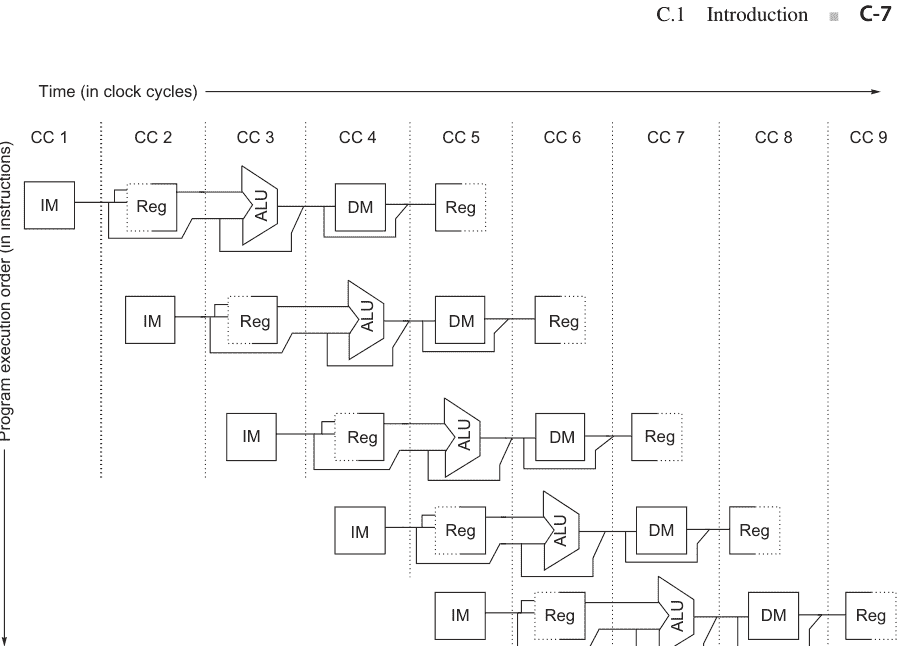 C.1 Introduction ■ C-7
Time (in clock cycles)
CC 1 CC 2 CC 3 CC 4 CC 5 CC 6 CC 7 CC 8 CC 9
Program execution order (in instructions)
IM Reg ALU DM Reg
IM Reg ALU DM Reg
IM Reg ALU DM Reg
IM Reg ALU DM Reg
IM Reg ALU DM Reg